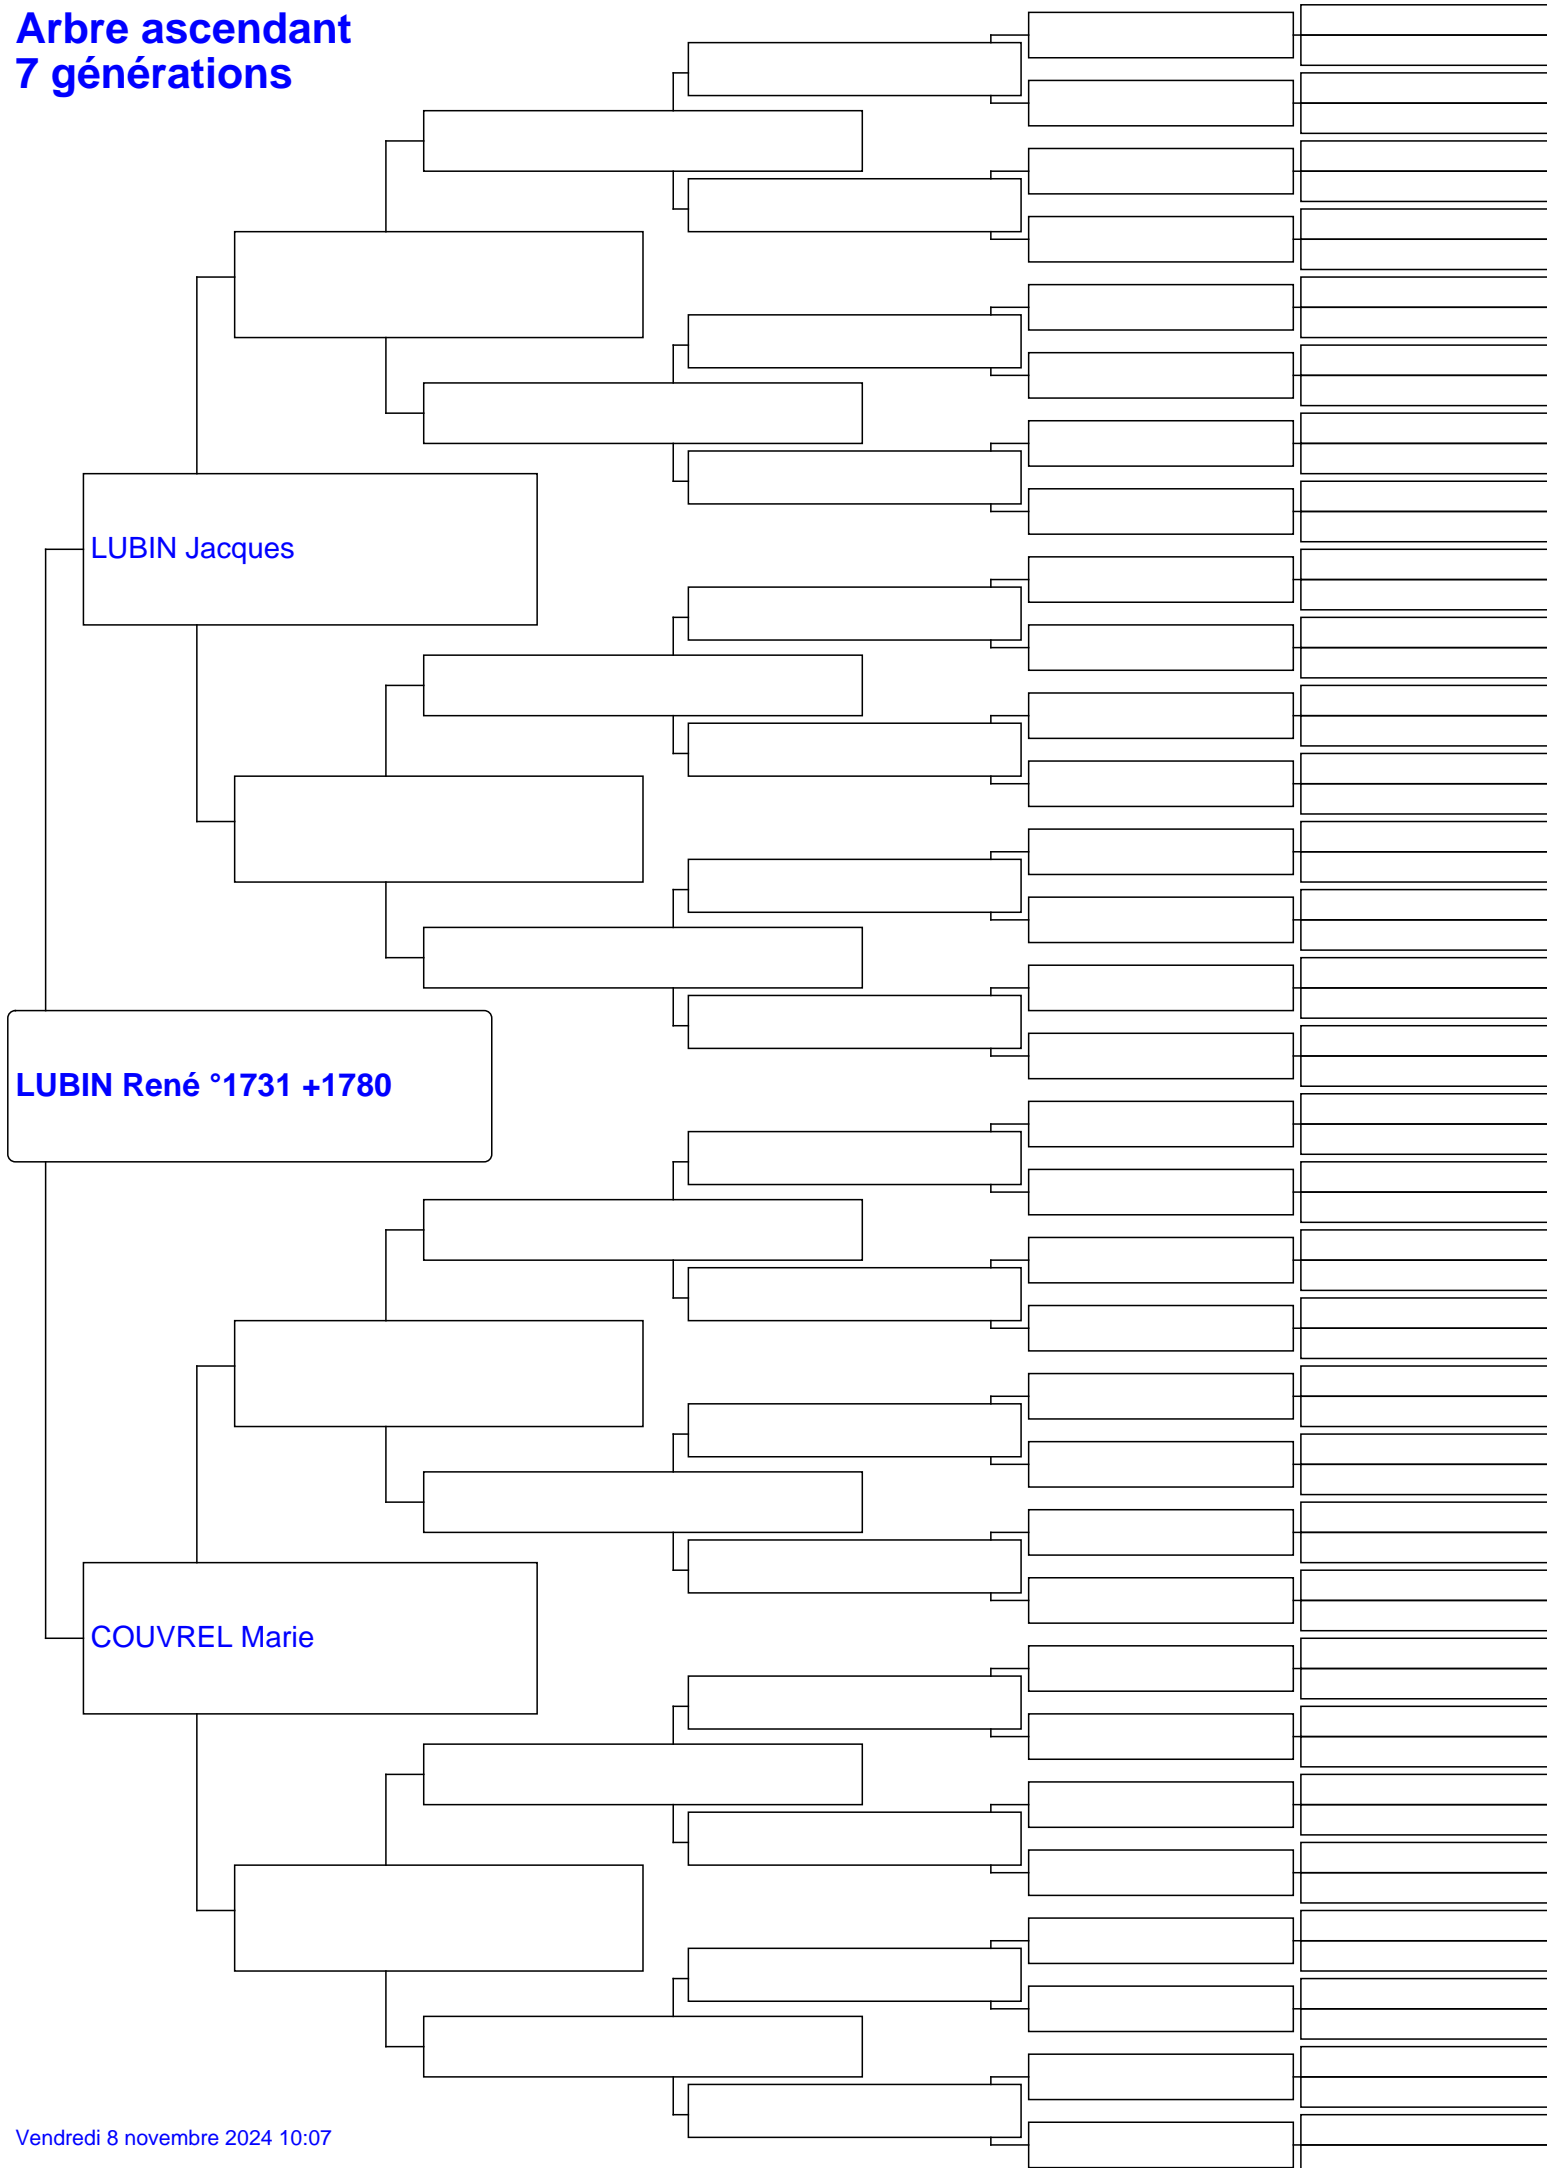 Arbre ascendant
7 générations
LUBIN Jacques
LUBIN René °1731 +1780
COUVREL Marie
Vendredi 8 novembre 2024 10:07